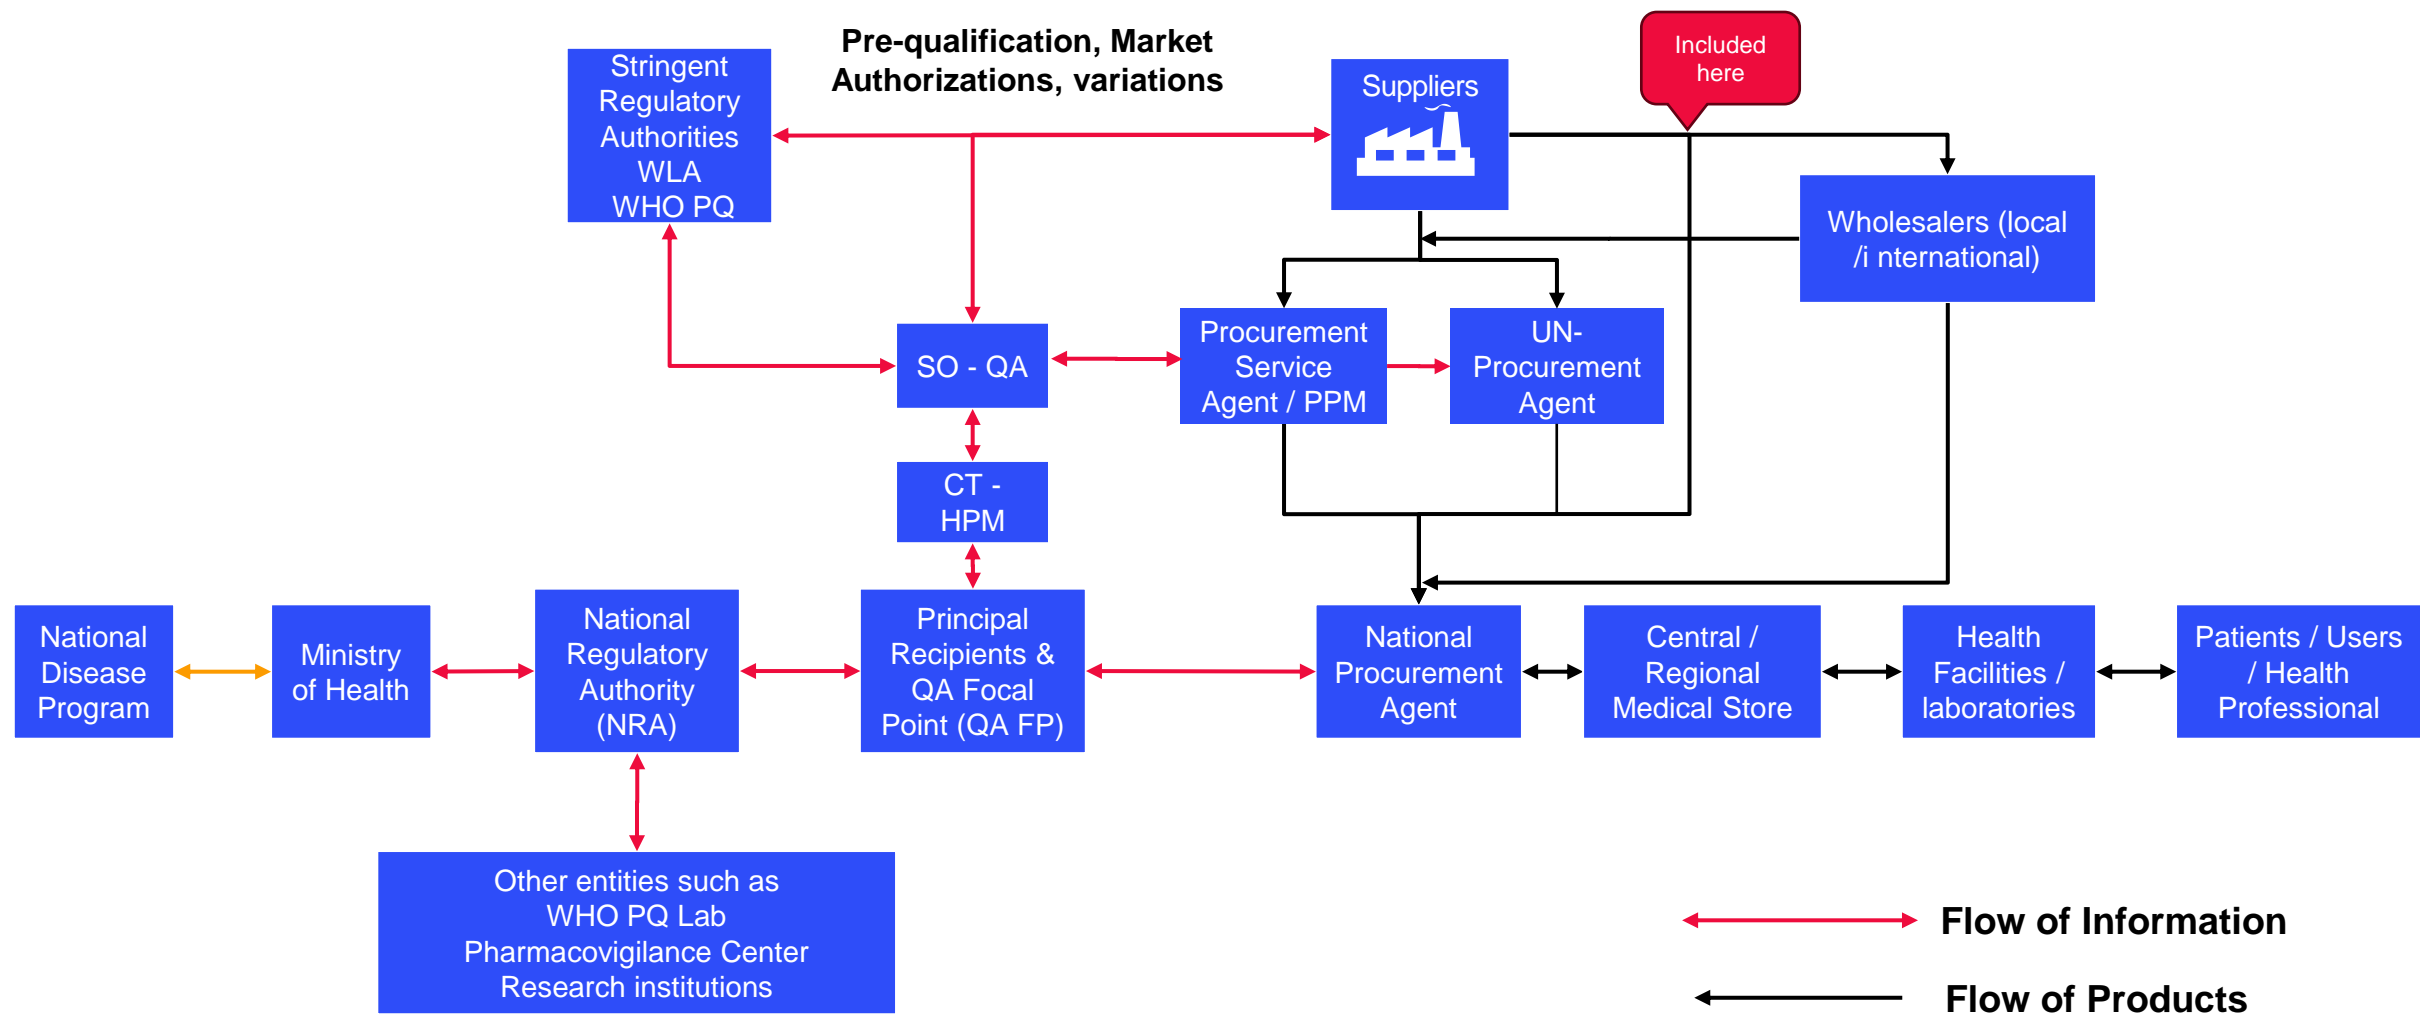 Pre-qualification, Market
Authorizations, variations
Included
here
Stringent
Regulatory
Authorities
WLA
WHO PQ
Suppliers
Wholesalers (local
/i nternational)
SO - QA
Procurement
Service
Agent / PPM
UN-
Procurement
Agent
CT -
HPM
National
Disease
Program
Ministry
of Health
National
Regulatory
Authority
(NRA)
Principal
Recipients &
QA Focal
Point (QA FP)
National
Procurement
Agent
Central /
Regional
Medical Store
Health
Facilities /
laboratories
Patients / Users
/ Health
Professional
Other entities such as
WHO PQ Lab
Pharmacovigilance Center
Research institutions
Flow of Information
Flow of Products